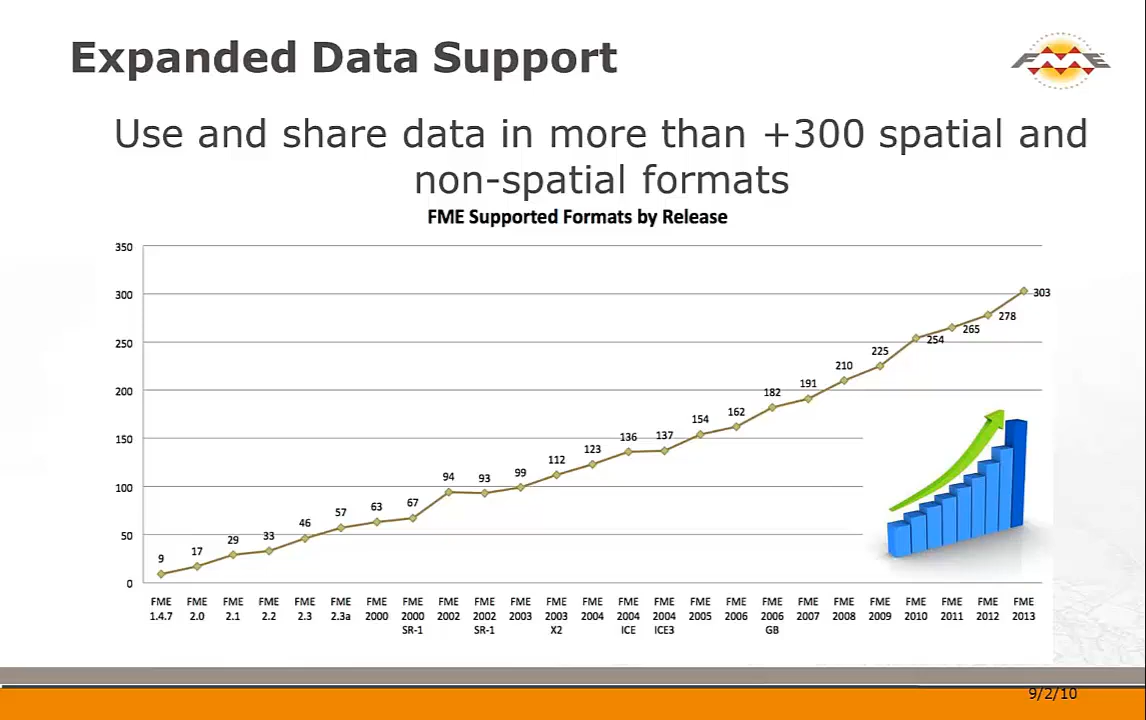 Expanded Data Support
FME
Use and share data in more than +300 spatial and
non-spatial formats
FME Supported Formats by Release
350
300
250
200
150
100
50
0
9
17
29
33
46
57
63
67
94
93
99
112
123
136
137
154
162
182
191
210
225
254
265
278
303
FME 1.4.7
FME 2.0
FME 2.1
FME 2.2
FME 2.3
FME 2.3a
FME 2000
FME 2000 SR-1
FME 2002
FME 2002 SR-1
FME 2003
FME 2003 X2
FME 2004
FME 2004 ICE
FME 2004 ICE3
FME 2005
FME 2006
FME 2006 GB
FME 2007
FME 2008
FME 2009
FME 2010
FME 2011
FME 2012
FME 2013
9/2/10